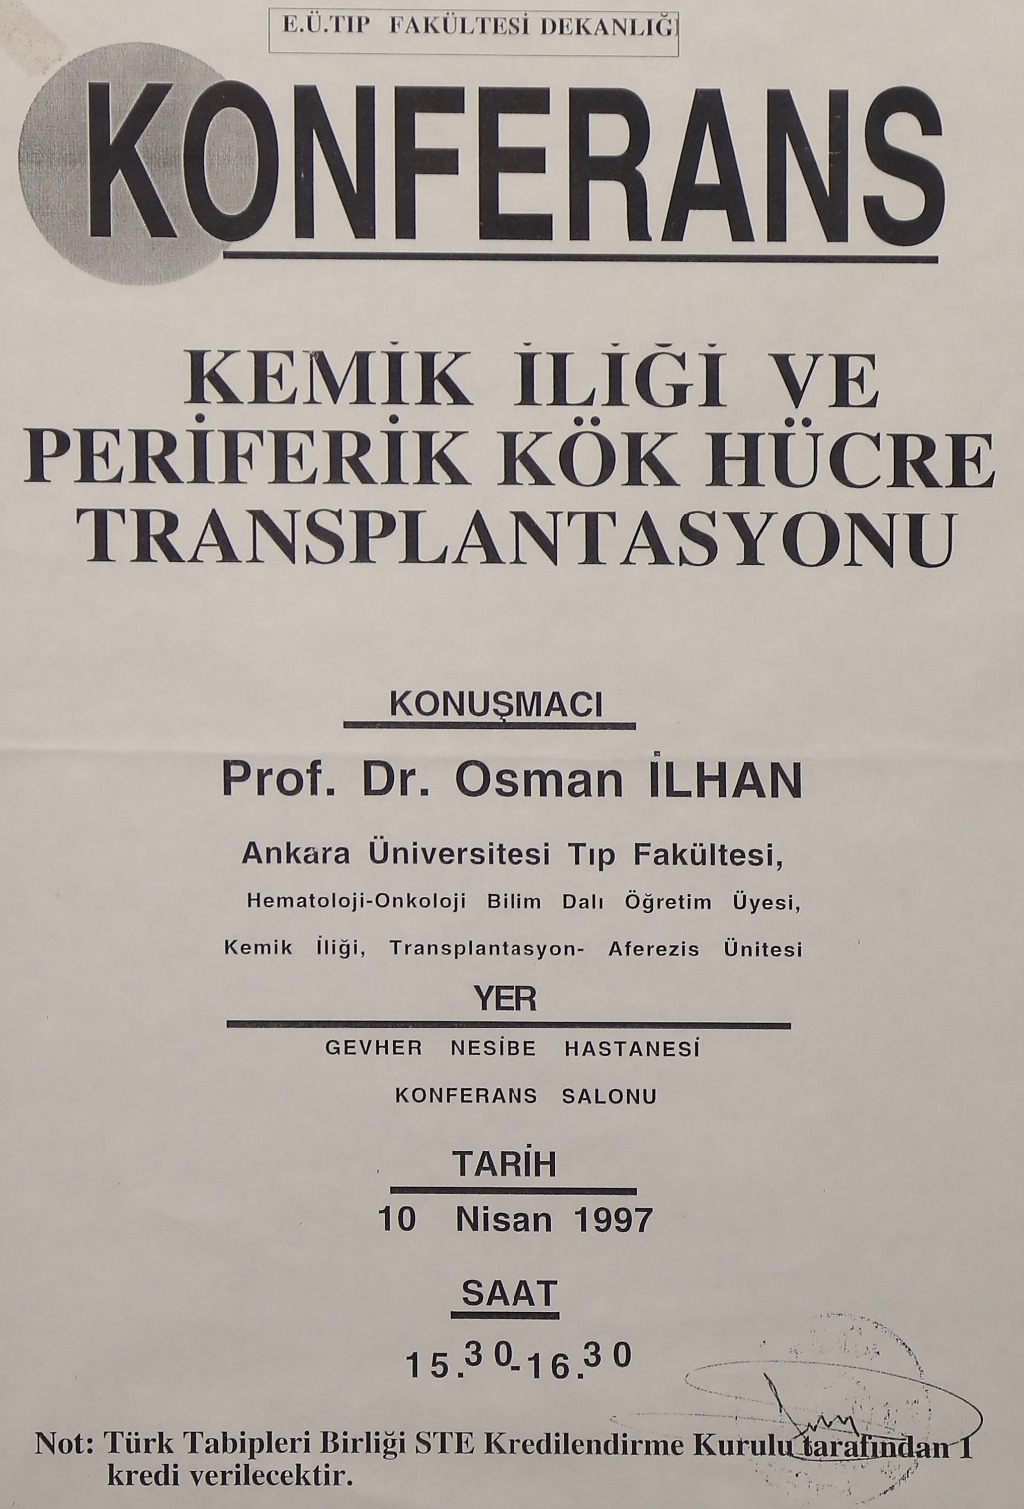 E.Ü.TIP FAKÜLTESİ DEKANLIĞI
KONFERANS
KEMİK İLİĞİ VE
PERİFERİK KÖK HÜCRE
TRANSPLANTASYONU
KONUŞMACI
Prof. Dr. Osman İLHAN
Ankara Üniversitesi Tıp Fakültesi,
Hematoloji-Onkoloji Bilim Dalı Öğretim Üyesi,
Kemik İliği, Transplantasyon- Aferezis Ünitesi
YER
GEVHER NESİBE HASTANESİ
KONFERANS SALONU
TARİH
10 Nisan 1997
SAAT
15.30-16.30
Not: Türk Tabipleri Birliği STE Kredilendirme Kurulu tarafından 1
kredi verilecektir.